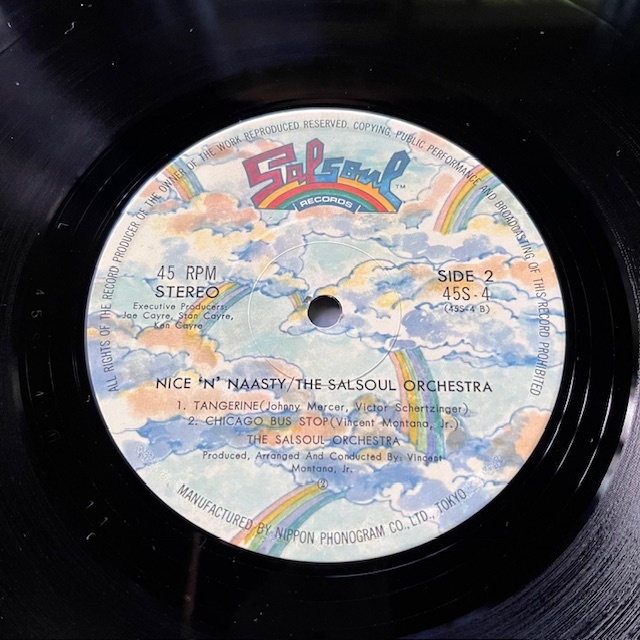 ALL RIGHTS OF THE RECORD PRODUCER OF THE OWNER OF THE WORK REPRODUCED RESERVED. COPYING, PUBLIC PERFORMANCE AND BROADCASTING OF THIS RECORD PROHIBITED
Salsoul ™
RECORDS
45 RPM
STEREO
Executive Producers:
Joe Cayre, Stan Cayre,
Ken Cayre
SIDE 2
45S-4
(45S-4 B)
NICE 'N' NAASTY/THE SALSOUL ORCHESTRA
1. TANGERINE(Johnny Mercer, Victor Schertzinger)
2. CHICAGO BUS STOP(Vincent Montana, Jr.)
THE SALSOUL ORCHESTRA
Produced, Arranged And Conducted By: Vincent
Montana, Jr.
MANUFACTURED BY NIPPON PHONOGRAM CO., LTD., TOKYO